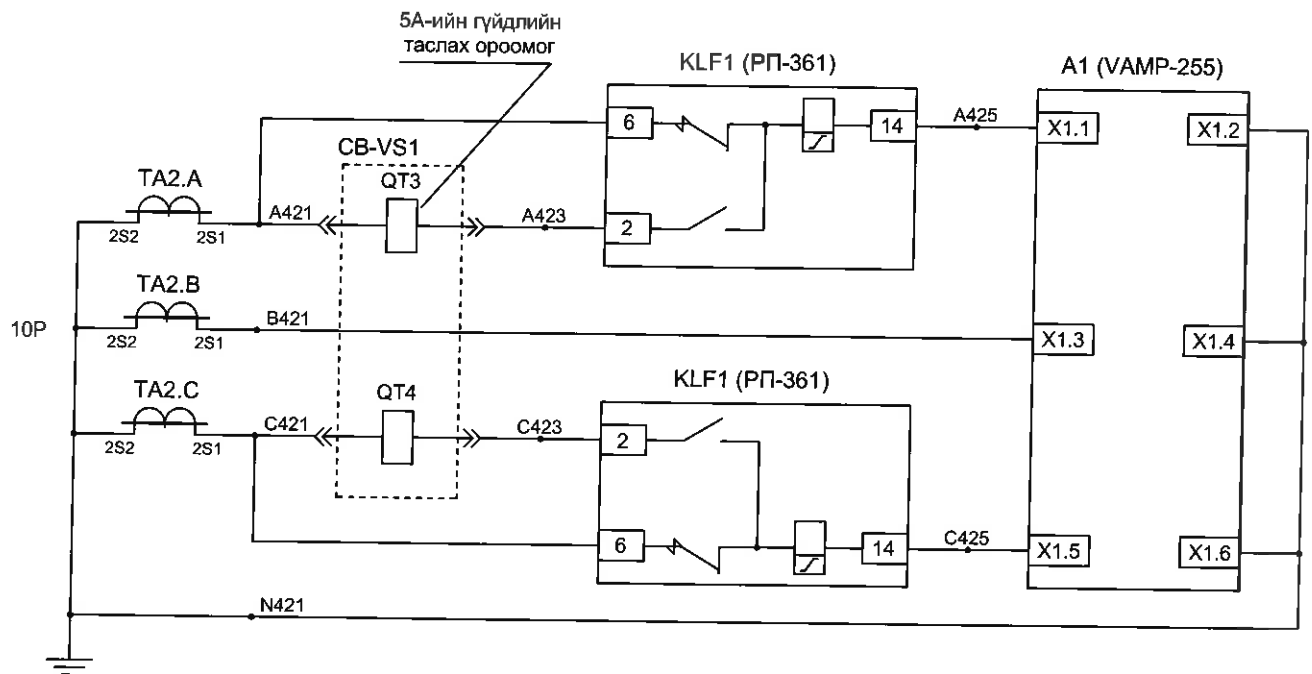 5А-ийн гүйдлийн
таслах ороомог
KLF1 (РП-361)
A1 (VAMP-255)
6
14
A425
X1.1
X1.2
CB-VS1
QT3
TA2.A
A421
A423
2
2S2
2S1
TA2.B
10P
B421
2S2
2S1
X1.3
X1.4
TA2.C
QT4
KLF1 (РП-361)
C421
C423
2
2S2
2S1
6
14
C425
X1.5
X1.6
N421